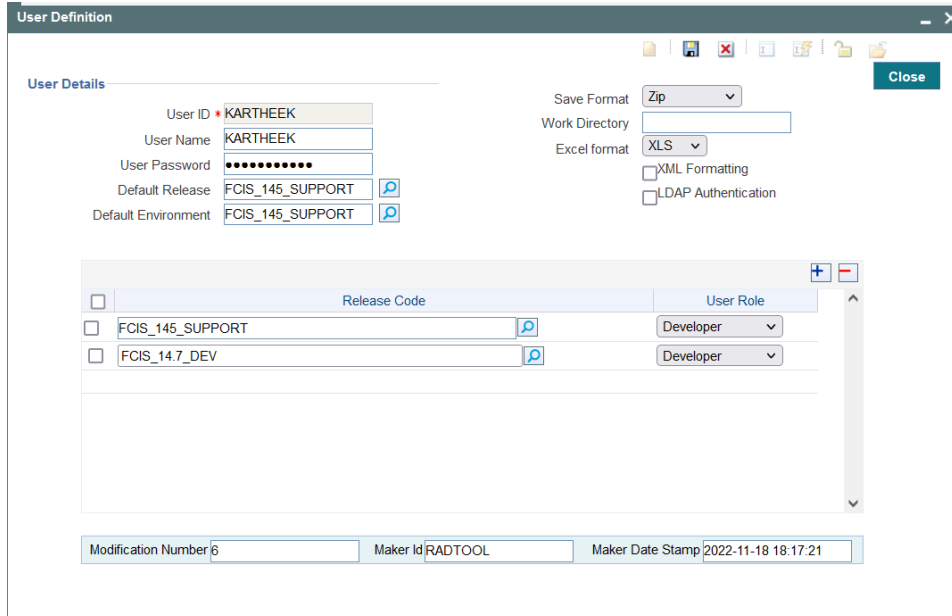 User Definition
Close
User Details
User ID * KARTHEEK
User Name KARTHEEK
User Password •••••••••••
Default Release FCIS_145_SUPPORT
Default Environment FCIS_145_SUPPORT
Save Format Zip
Work Directory
Excel format XLS
XML Formatting
LDAP Authentication
Release Code User Role
FCIS_145_SUPPORT Developer
FCIS_14.7_DEV Developer
Modification Number 6 Maker Id RADTOOL Maker Date Stamp 2022-11-18 18:17:21